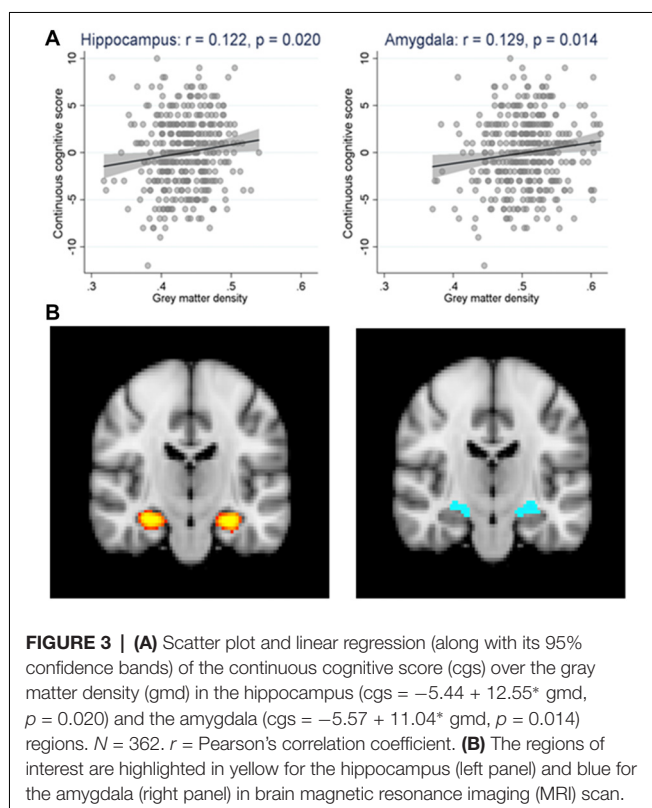 A
Hippocampus: r = 0.122, p = 0.020
Amygdala: r = 0.129, p = 0.014
Continuous cognitive score
10
5
0
-5
-10
.3 .4 .5 .6
Grey matter density
Continuous cognitive score
10
5
0
-5
-10
.3 .4 .5 .6
Grey matter density
B
FIGURE 3 | (A) Scatter plot and linear regression (along with its 95%
confidence bands) of the continuous cognitive score (cgs) over the gray
matter density (gmd) in the hippocampus (cgs = −5.44 + 12.55* gmd,
p = 0.020) and the amygdala (cgs = −5.57 + 11.04* gmd, p = 0.014)
regions. N = 362. r = Pearson's correlation coefficient. (B) The regions of
interest are highlighted in yellow for the hippocampus (left panel) and blue for
the amygdala (right panel) in brain magnetic resonance imaging (MRI) scan.